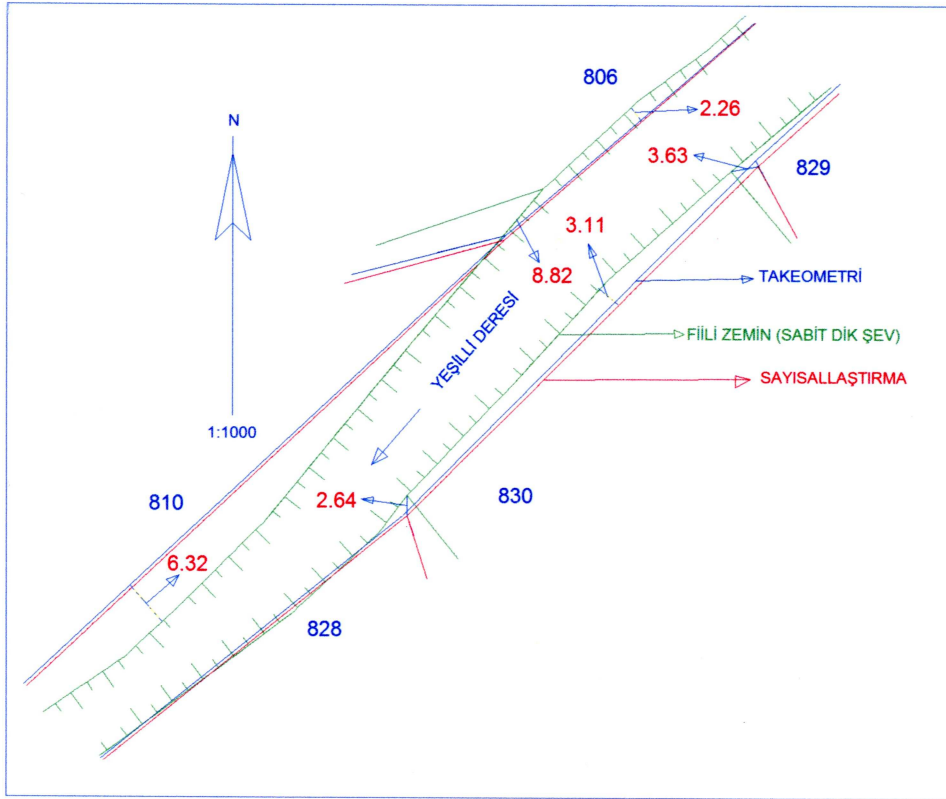 806
2.26
N
3.63
829
3.11
8.82
TAKEOMETRİ
YEŞİLLİ DERESİ
FİİLİ ZEMİN (SABİT DİK ŞEV)
SAYISALLAŞTIRMA
1:1000
810
2.64
830
6.32
828